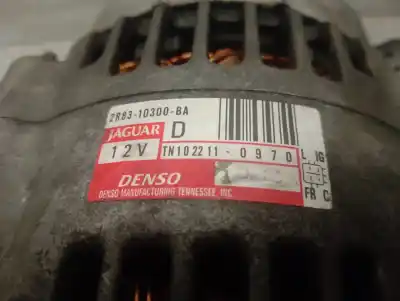 2R83-10300-BA
JAGUAR D
12V TN102211-0970 L IG
DENSO FR C
DENSO MANUFACTURING TENNESSEE, INC.